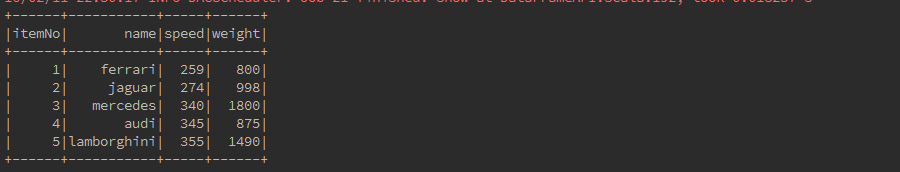 +------+-----------+-----+------+
|itemNo|       name|speed|weight|
+------+-----------+-----+------+
|     1|    ferrari|  259|   800|
|     2|     jaguar|  274|   998|
|     3|   mercedes|  340|  1800|
|     4|       audi|  345|   875|
|     5|lamborghini|  355|  1490|
+------+-----------+-----+------+